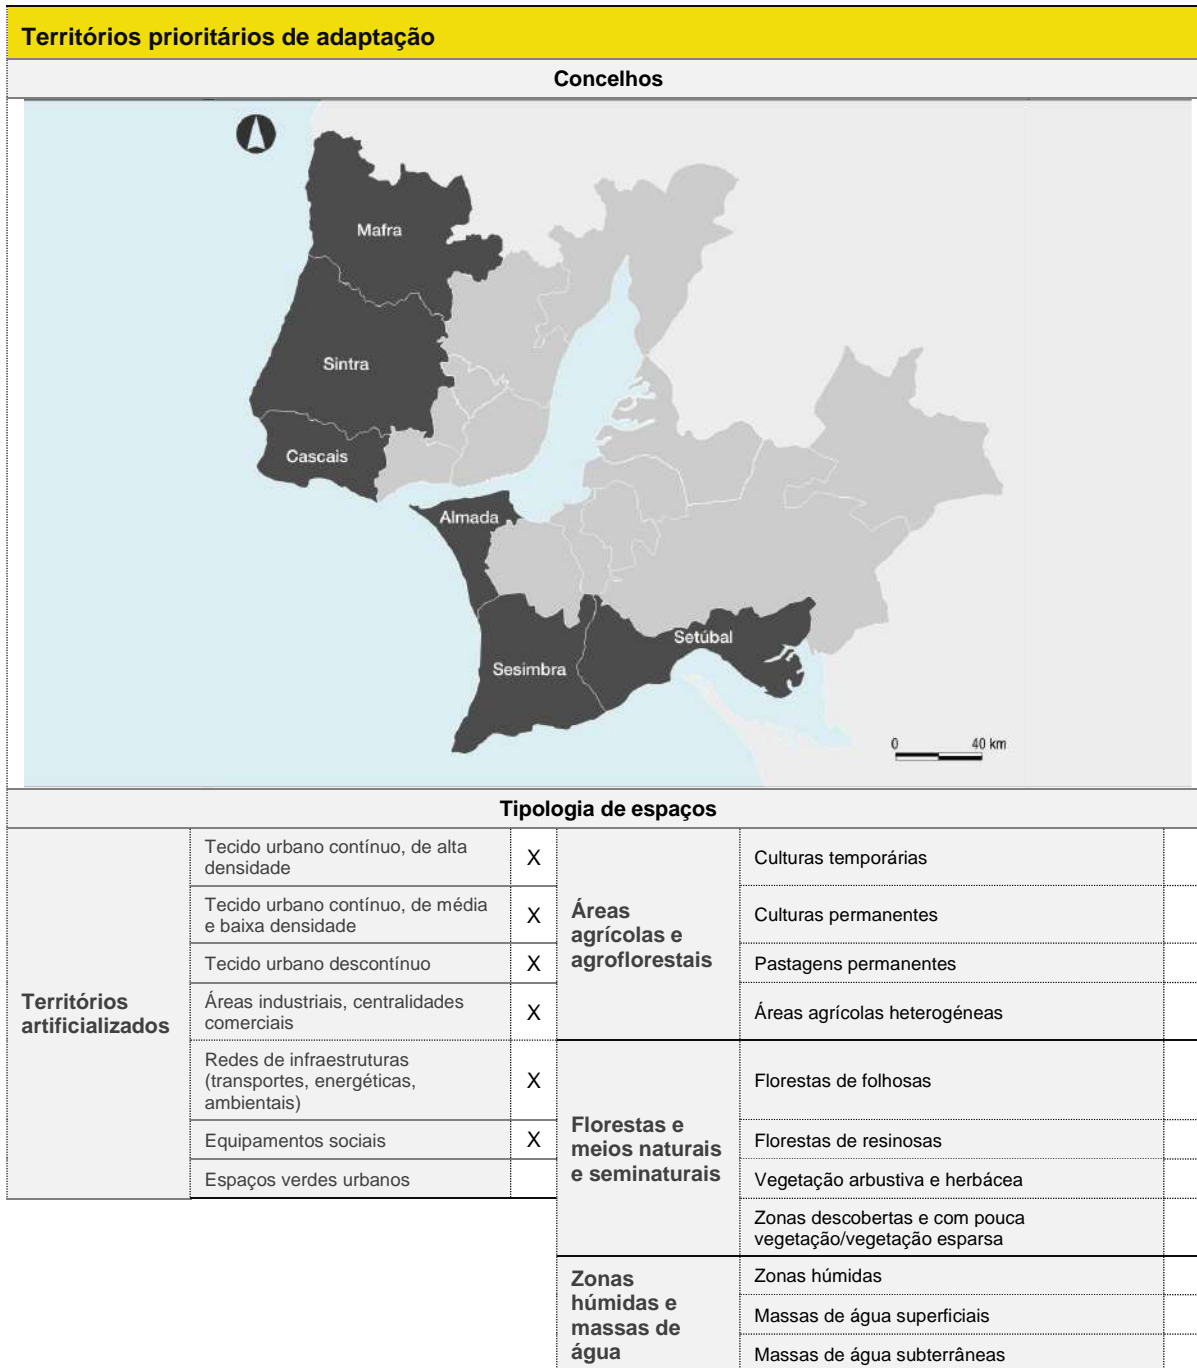 Territórios prioritários de adaptação
Concelhos
Mafra
Sintra
Cascais
Almada
Setúbal
Sesimbra
0 40 km
Tipologia de espaços
Territórios
artificializados
Tecido urbano contínuo, de alta
densidade
X
Tecido urbano contínuo, de média
e baixa densidade
X
Tecido urbano descontínuo
X
Áreas industriais, centralidades
comerciais
X
Redes de infraestruturas
(transportes, energéticas,
ambientais)
X
Equipamentos sociais
X
Espaços verdes urbanos
Áreas
agrícolas e
agroflorestais
Culturas temporárias
Culturas permanentes
Pastagens permanentes
Áreas agrícolas heterogéneas
Florestas e
meios naturais
e seminaturais
Florestas de folhosas
Florestas de resinosas
Vegetação arbustiva e herbácea
Zonas descobertas e com pouca
vegetação/vegetação esparsa
Zonas
húmidas e
massas de
água
Zonas húmidas
Massas de água superficiais
Massas de água subterrâneas